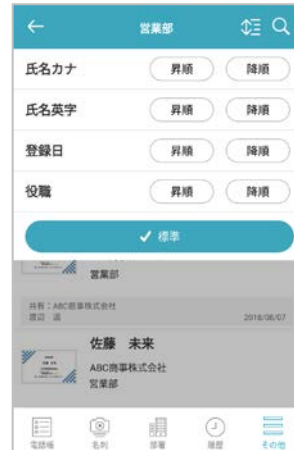 営業部
氏名カナ 昇順 降順
氏名英字 昇順 降順
登録日 昇順 降順
役職 昇順 降順
✓ 標準
営業部
共有：ABC商事株式会社
渡辺 2018/08/07
佐藤 未来
ABC商事株式会社
営業部
電話帳 名刺 部署 履歴 その他